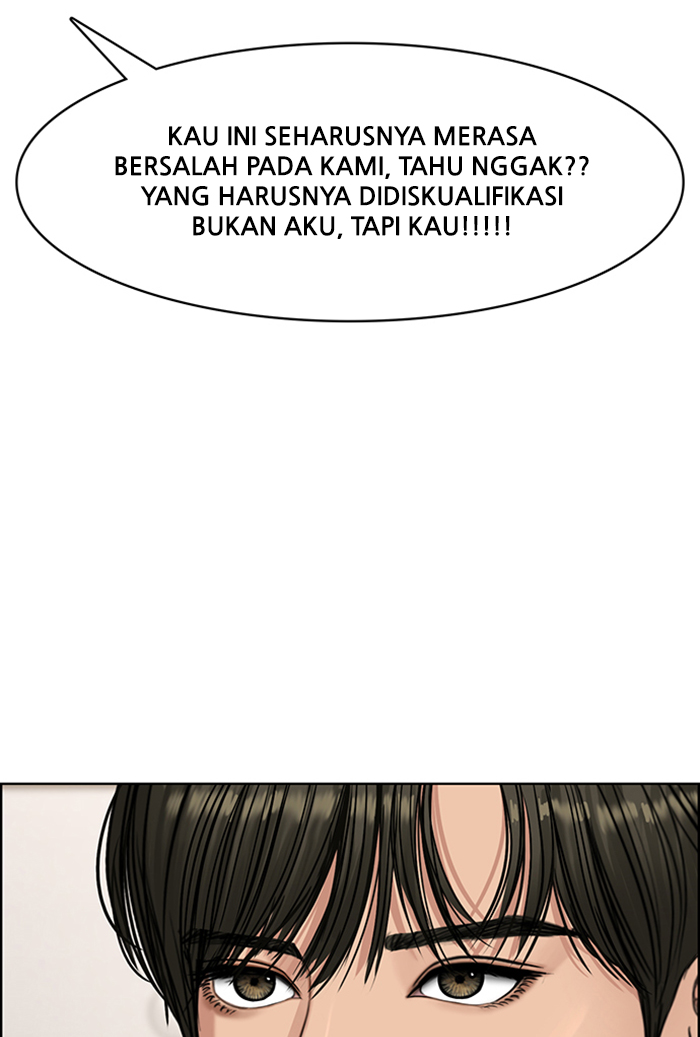 KAU INI SEHARUSNYA MERASA
BERSALAH PADA KAMI, TAHU NGGAK??
YANG HARUSNYA DIDISKUALIFIKASI
BUKAN AKU, TAPI KAU!!!!!